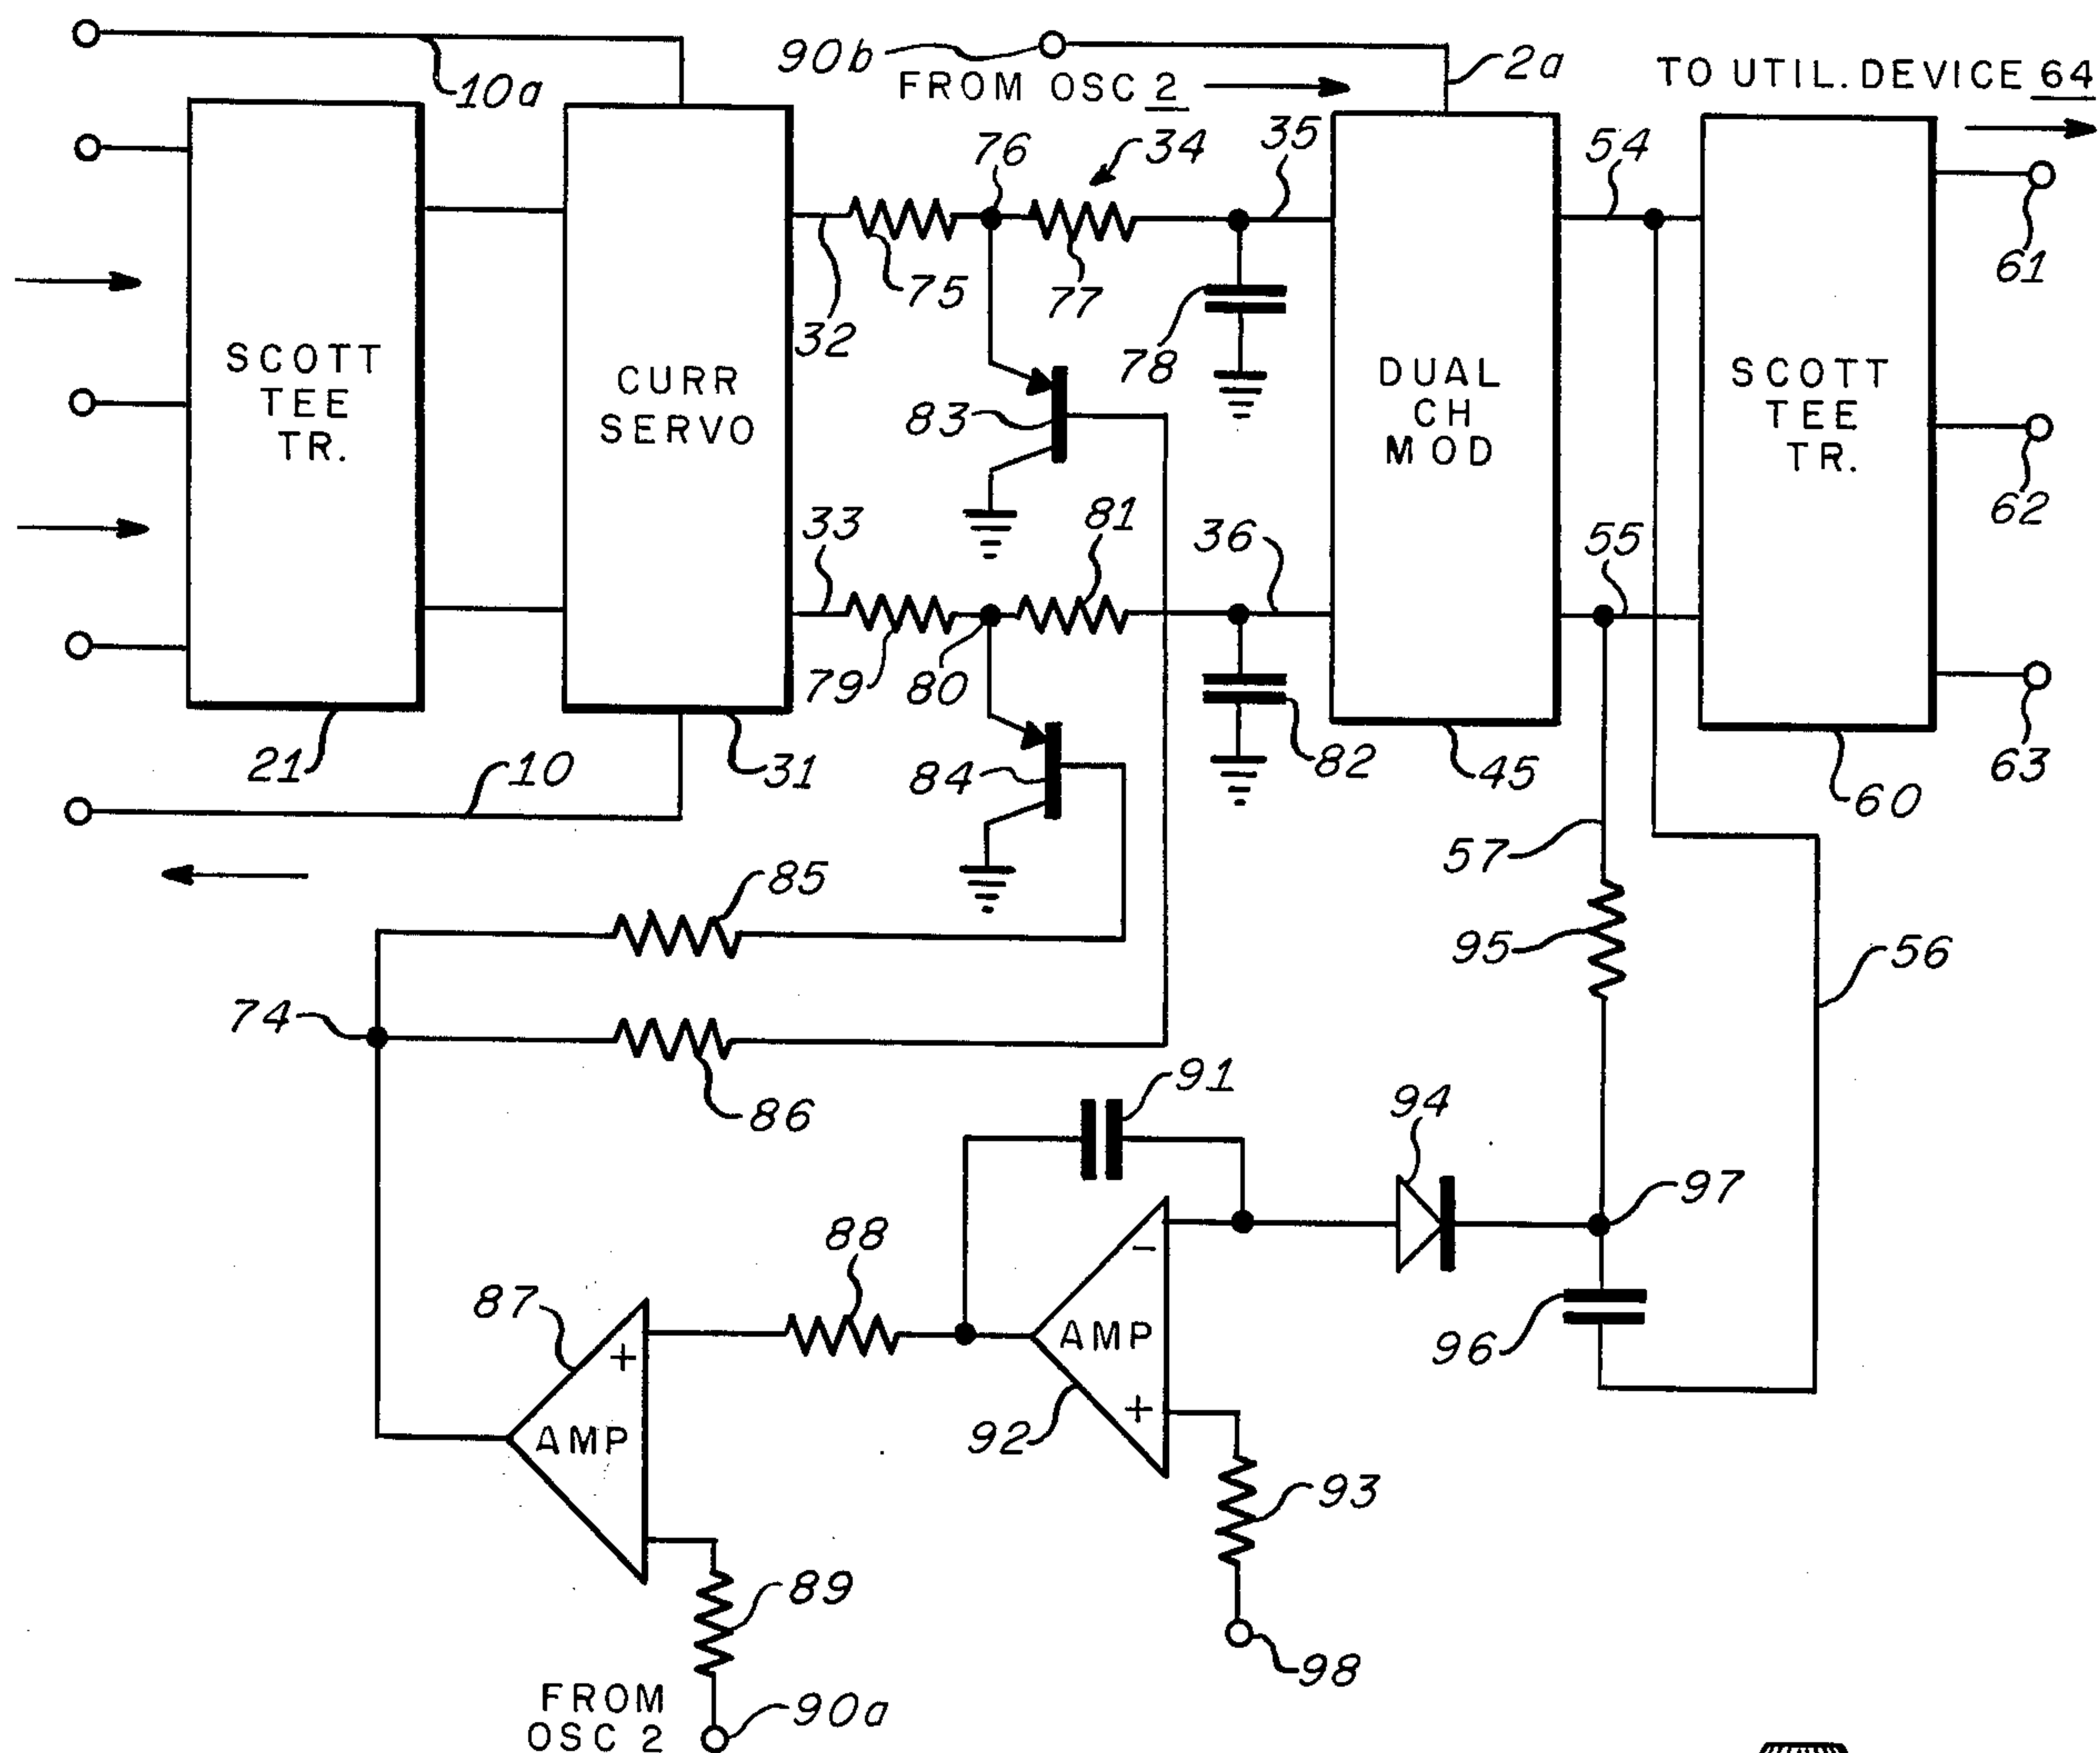 90b
2a
TO UTIL. DEVICE 64
10a
FROM OSC 2
76
34
35
54
61
75
77
32
78
SCOTT
TEE
TR.
CURR
SERVO
DUAL
CH
MOD
SCOTT
TEE
TR.
83
62
33
81
36
55
79
80
21
10
31
84
82
45
60
63
85
57
95
56
74
91
86
94
97
88
87
+
AMP
-
AMP
+
96
92
93
89
98
FROM
OSC 2
90a